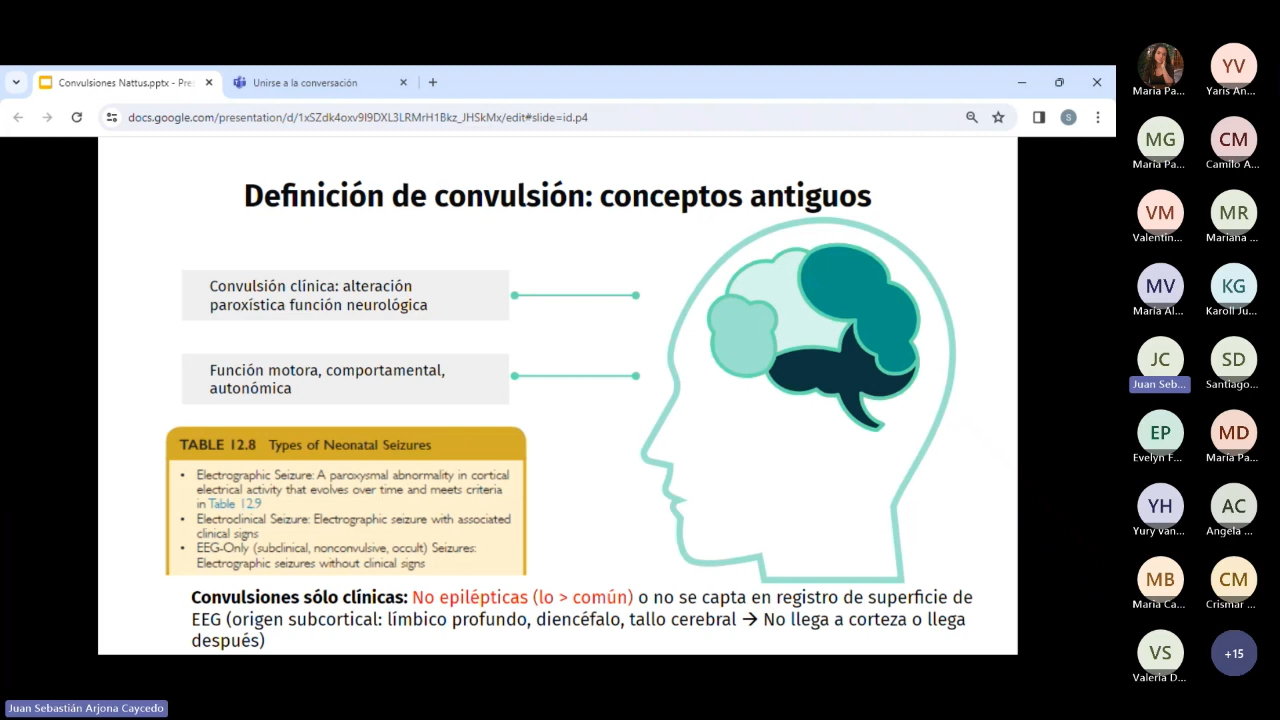 Convulsiones Nattus.pptx - Pre
Unirse a la conversación
docs.google.com/presentation/d/1xSZdk4oxv9I9DXL3LRMrH1Bkz_JHSkMx/edit#slide=id.p4
S
Definición de convulsión: conceptos antiguos
Convulsión clínica: alteración
paroxística función neurológica
Función motora, comportamental,
autonómica
TABLE 12.8 Types of Neonatal Seizures
• Electrographic Seizure: A paroxysmal abnormality in cortical
electrical activity that evolves over time and meets criteria
in Table 12.9
• Electroclinical Seizure: Electrographic seizure with associated
clinical signs
• EEG-Only (subclinical, nonconvulsive, occult) Seizures:
Electrographic seizures without clinical signs
Convulsiones sólo clínicas: No epilépticas (lo > común) o no se capta en registro de superficie de
EEG (origen subcortical: límbico profundo, diencéfalo, tallo cerebral → No llega a corteza o llega
después)
Maria Pa...
YV
Yaris An...
MG
Maria Pa...
CM
Camilo A...
VM
Valentin...
MR
Mariana ...
MV
María Al...
KG
Karoll Ju...
JC
Juan Seb...
SD
Santiago...
EP
Evelyn F...
MD
María Pa...
YH
Yury van...
AC
Angela ...
MB
Maria Ca...
CM
Crismar ...
VS
Valeria D...
+15
Juan Sebastián Arjona Caycedo